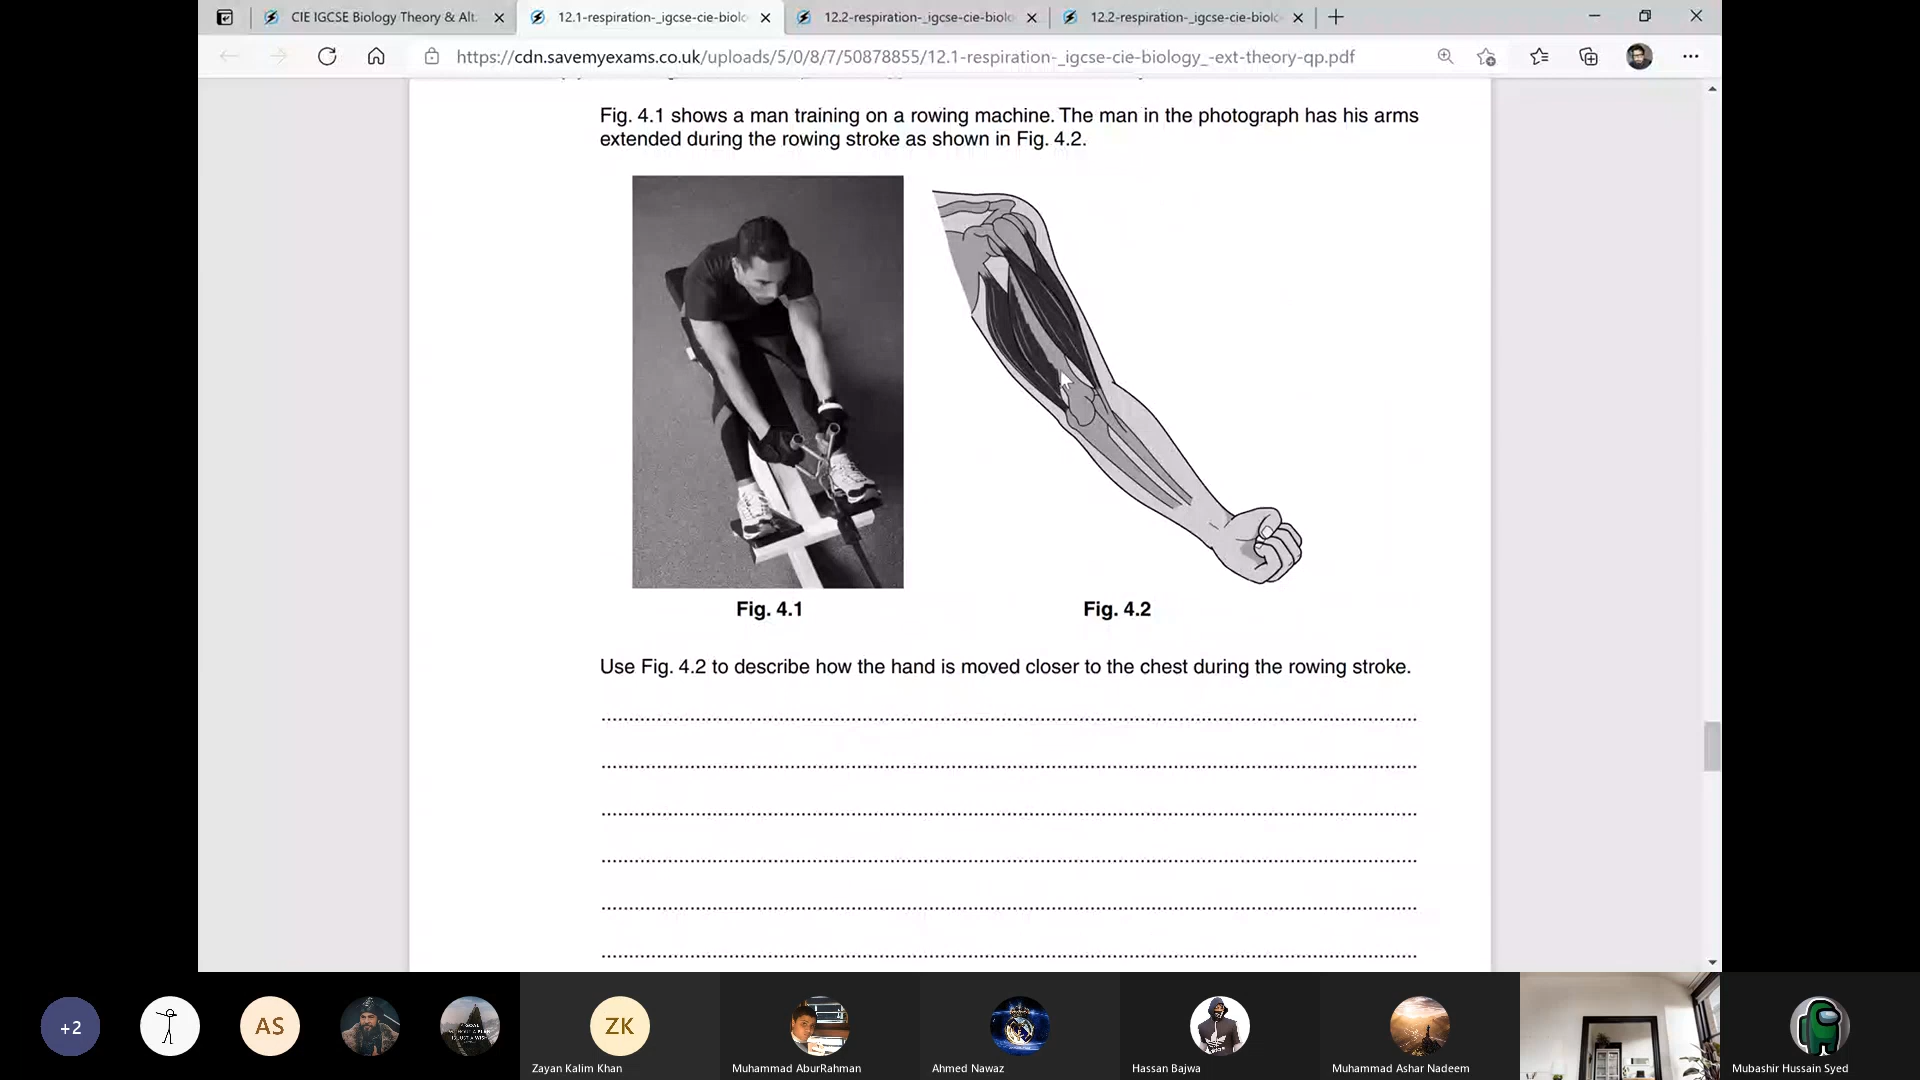 CIE IGCSE Biology Theory & Alt.
12.1-respiration-_igcse-cie-biolo
12.2-respiration-_igcse-cie-biolo
12.2-respiration-_igcse-cie-biolo
https://cdn.savemyexams.co.uk/uploads/5/0/8/7/50878855/12.1-respiration-_igcse-cie-biology_-ext-theory-qp.pdf
Fig. 4.1 shows a man training on a rowing machine. The man in the photograph has his arms
extended during the rowing stroke as shown in Fig. 4.2.
Fig. 4.1
Fig. 4.2
Use Fig. 4.2 to describe how the hand is moved closer to the chest during the rowing stroke.
+2
AS
A GOAL
WITHOUT A PLAN
IS JUST A WISH
ZK
Zayan Kalim Khan
Muhammad AburRahman
Ahmed Nawaz
Hassan Bajwa
Muhammad Ashar Nadeem
Mubashir Hussain Syed